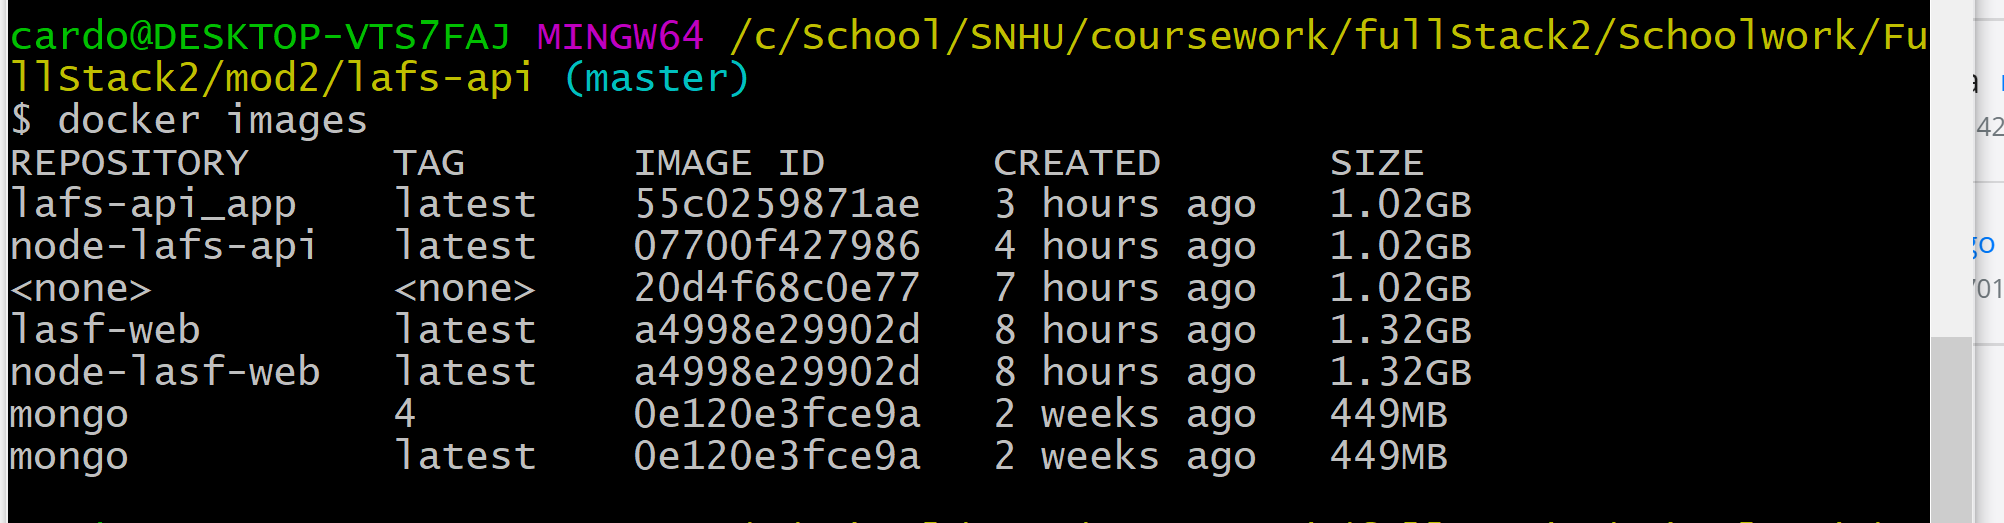 cardo@DESKTOP-VTS7FAJ MINGW64 /c/School/SNHU/coursework/fullStack2/Schoolwork/Fu
llStack2/mod2/lafs-api (master)
$ docker images
REPOSITORY TAG IMAGE ID CREATED SIZE
lafs-api_app latest 55c0259871ae 3 hours ago 1.02GB
node-lafs-api latest 07700f427986 4 hours ago 1.02GB
<none> <none> 20d4f68c0e77 7 hours ago 1.02GB
lasf-web latest a4998e29902d 8 hours ago 1.32GB
node-lasf-web latest a4998e29902d 8 hours ago 1.32GB
mongo 4 0e120e3fce9a 2 weeks ago 449MB
mongo latest 0e120e3fce9a 2 weeks ago 449MB
42
go
701